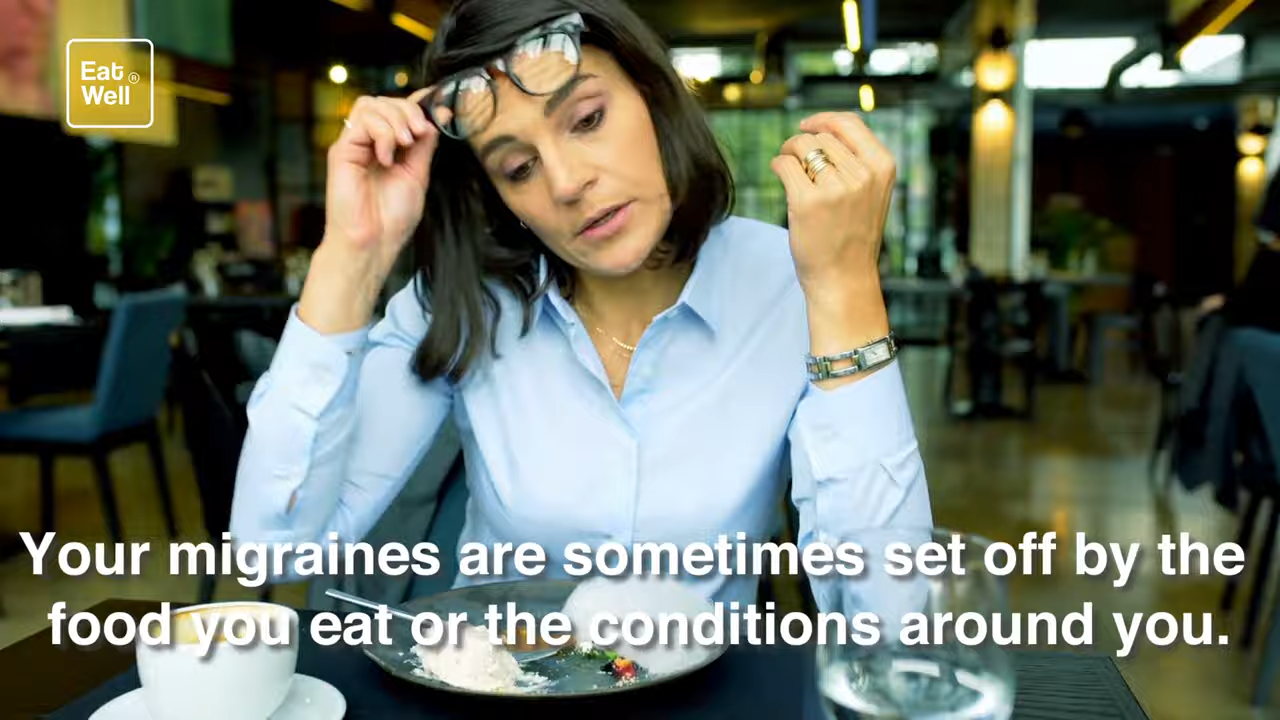 Eat
Well ®
Your migraines are sometimes set off by the
food you eat or the conditions around you.